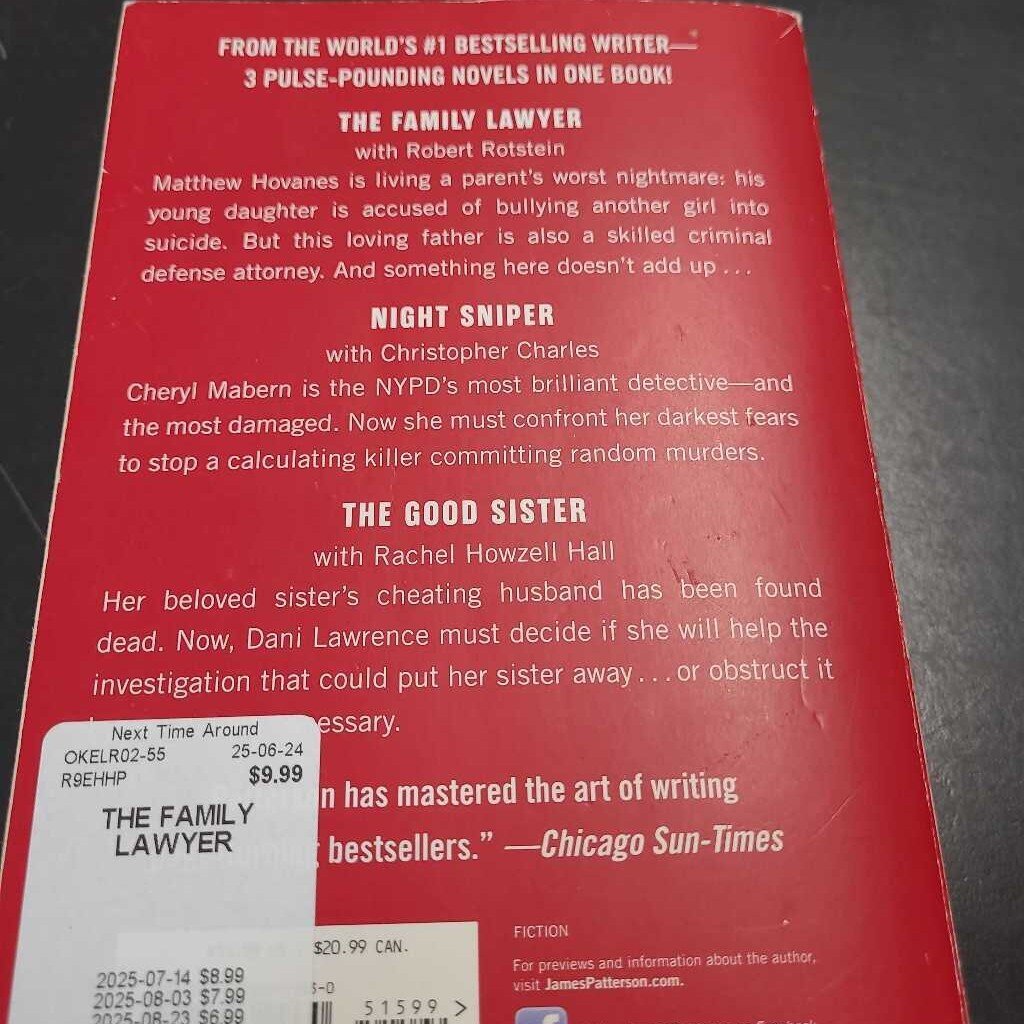 FROM THE WORLD'S #1 BESTSELLING WRITER—
3 PULSE-POUNDING NOVELS IN ONE BOOK!
THE FAMILY LAWYER
with Robert Rotstein
Matthew Hovanes is living a parent's worst nightmare: his
young daughter is accused of bullying another girl into
suicide. But this loving father is also a skilled criminal
defense attorney. And something here doesn't add up ...
NIGHT SNIPER
with Christopher Charles
Cheryl Mabern is the NYPD's most brilliant detective—and
the most damaged. Now she must confront her darkest fears
to stop a calculating killer committing random murders.
THE GOOD SISTER
with Rachel Howzell Hall
Her beloved sister's cheating husband has been found
dead. Now, Dani Lawrence must decide if she will help the
investigation that could put her sister away...or obstruct it
essary.
n has mastered the art of writing
bestsellers." —Chicago Sun-Times
Next Time Around
OKELR02-55 25-06-24
R9EHHP $9.99
THE FAMILY
LAWYER
2025-07-14 $8.99
2025-08-03 $7.99
2025-08-23 $6.99
$20.99 CAN.
51599 >
FICTION
For previews and information about the author,
visit JamesPatterson.com.